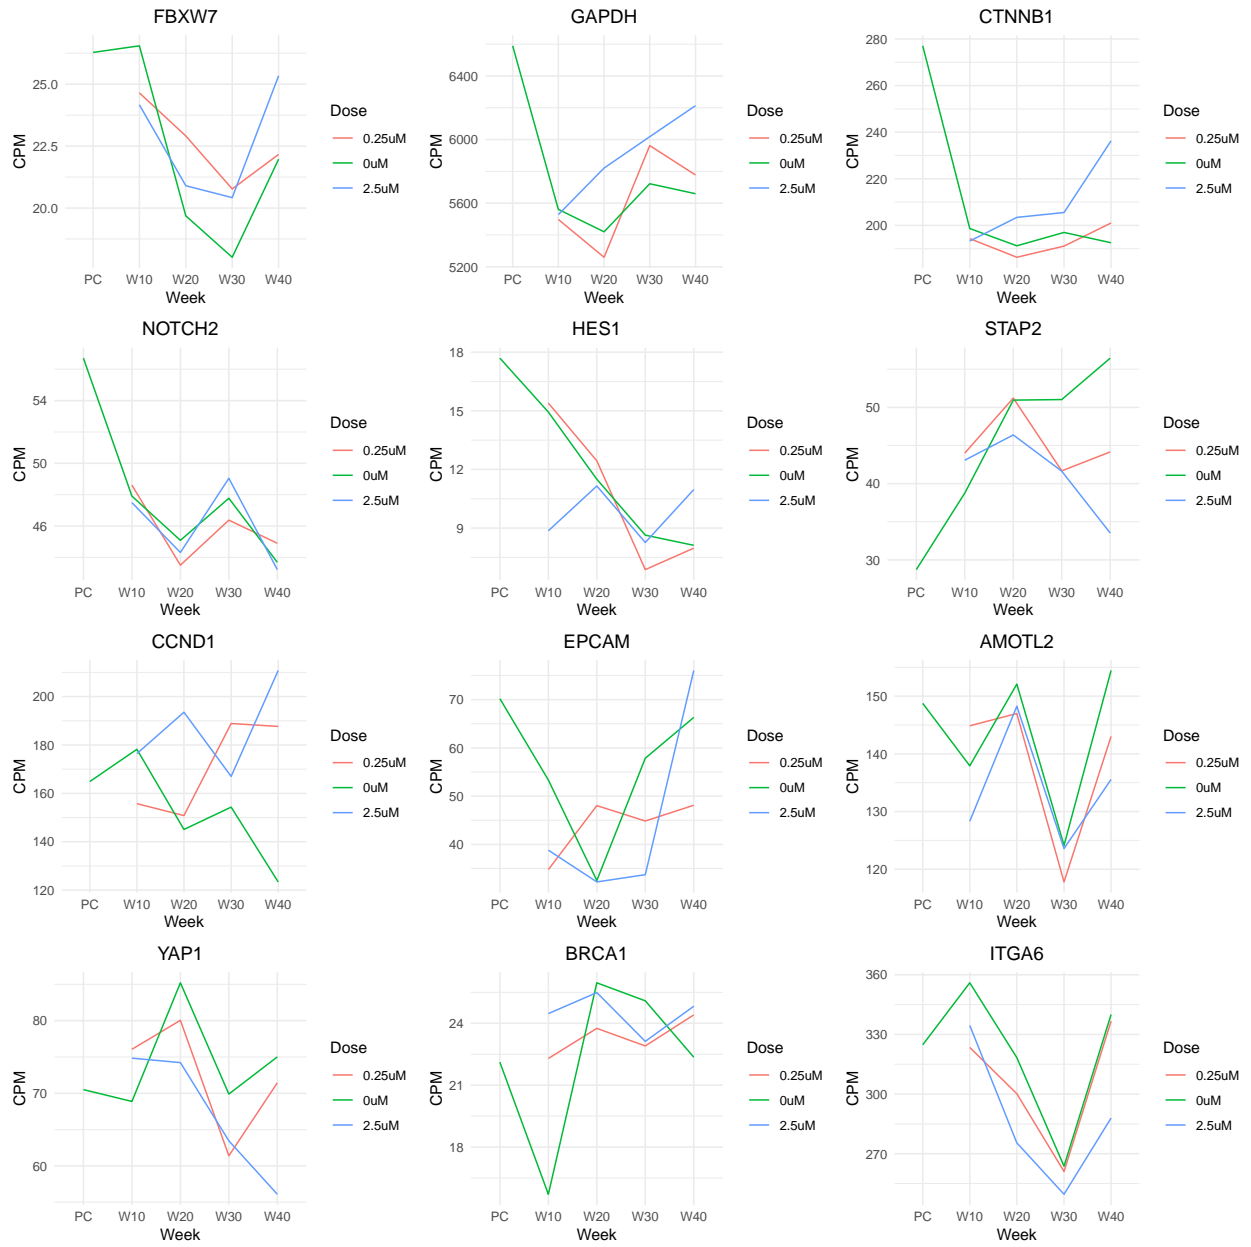 FBXW7
CPM
25.0
22.5
20.0
PC W10 W20 W30 W40
Week
Dose
0.25uM
0uM
2.5uM
GAPDH
CPM
6400
6000
5600
5200
PC W10 W20 W30 W40
Week
Dose
0.25uM
0uM
2.5uM
CTNNB1
CPM
280
260
240
220
200
PC W10 W20 W30 W40
Week
Dose
0.25uM
0uM
2.5uM
NOTCH2
CPM
54
50
46
PC W10 W20 W30 W40
Week
Dose
0.25uM
0uM
2.5uM
HES1
CPM
18
15
12
9
PC W10 W20 W30 W40
Week
Dose
0.25uM
0uM
2.5uM
STAP2
CPM
50
40
30
PC W10 W20 W30 W40
Week
Dose
0.25uM
0uM
2.5uM
CCND1
CPM
200
180
160
140
120
PC W10 W20 W30 W40
Week
Dose
0.25uM
0uM
2.5uM
EPCAM
CPM
70
60
50
40
PC W10 W20 W30 W40
Week
Dose
0.25uM
0uM
2.5uM
AMOTL2
CPM
150
140
130
120
PC W10 W20 W30 W40
Week
Dose
0.25uM
0uM
2.5uM
YAP1
CPM
80
70
60
PC W10 W20 W30 W40
Week
Dose
0.25uM
0uM
2.5uM
BRCA1
CPM
24
21
18
PC W10 W20 W30 W40
Week
Dose
0.25uM
0uM
2.5uM
ITGA6
CPM
360
330
300
270
PC W10 W20 W30 W40
Week
Dose
0.25uM
0uM
2.5uM